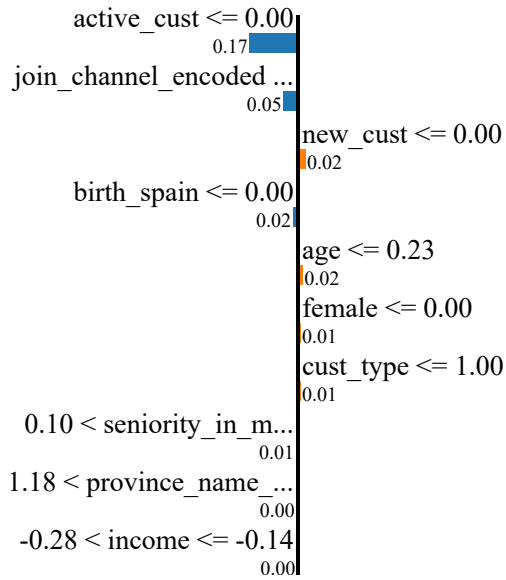 active_cust <= 0.00
0.17
join_channel_encoded ...
0.05
new_cust <= 0.00
0.02
birth_spain <= 0.00
0.02
age <= 0.23
0.02
female <= 0.00
0.01
cust_type <= 1.00
0.01
0.10 < seniority_in_m...
0.01
1.18 < province_name_...
0.00
-0.28 < income <= -0.14
0.00